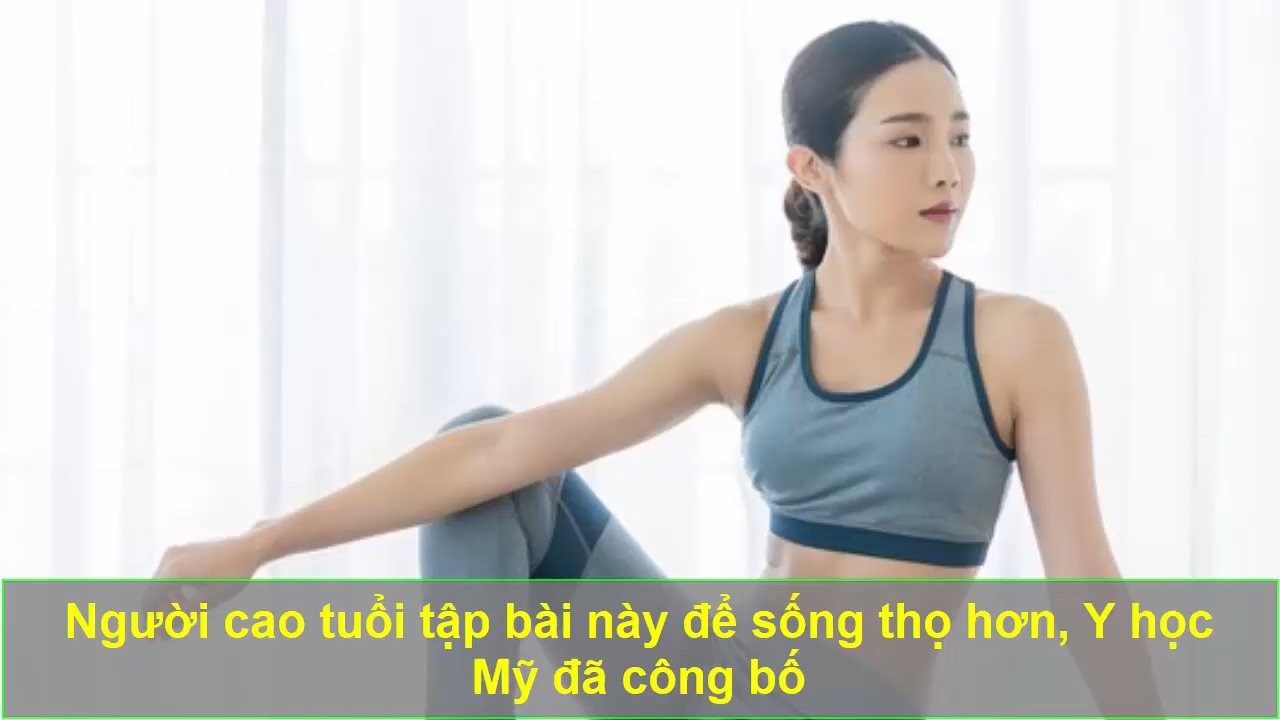 Người cao tuổi tập bài này để sống thọ hơn, Y học
Mỹ đã công bố